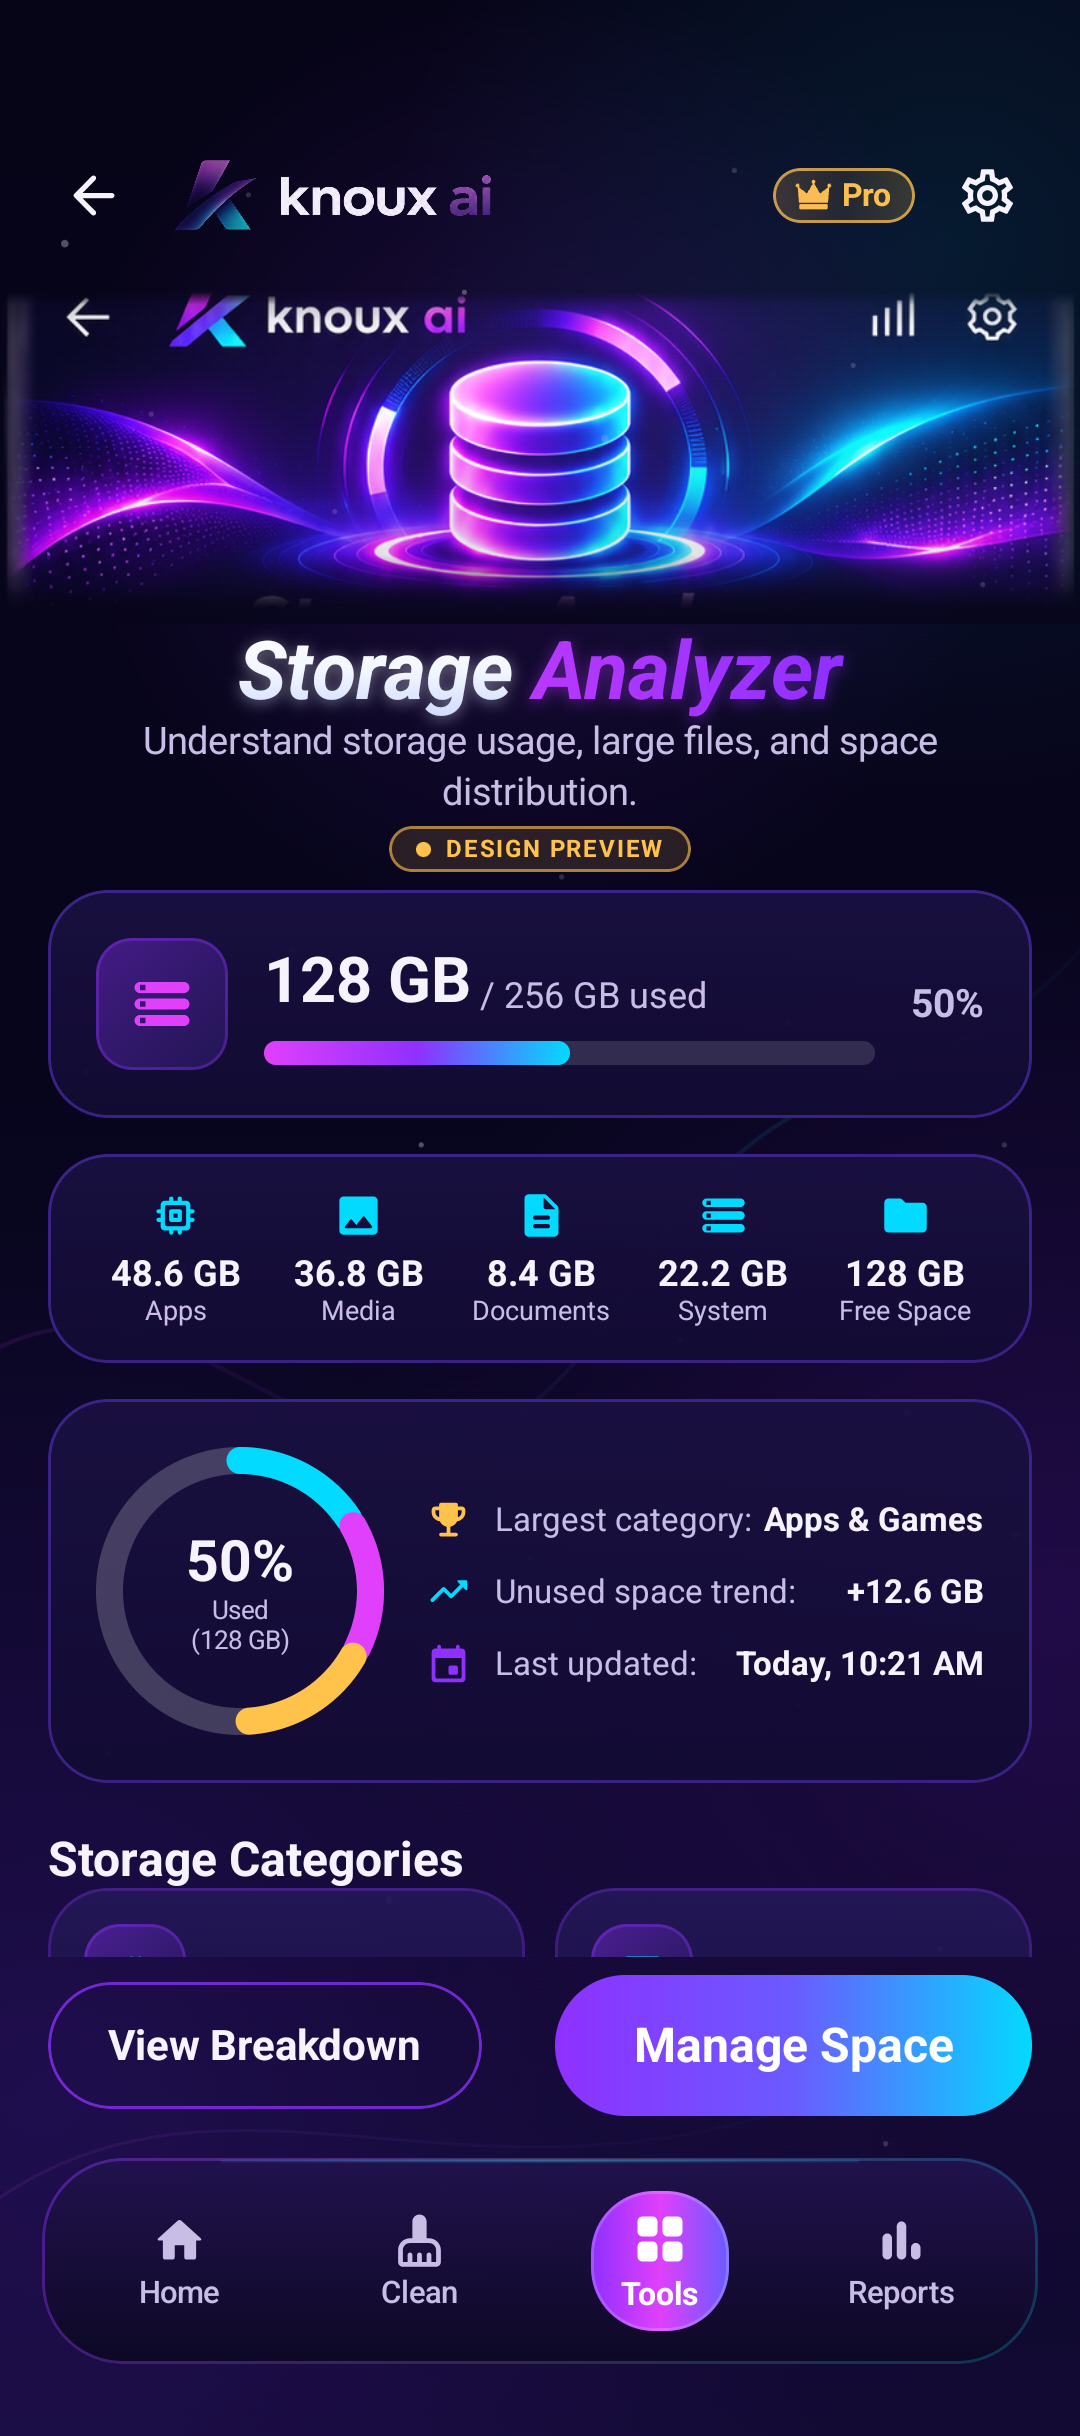 knoux ai
Pro
knoux ai
Storage Analyzer
Understand storage usage, large files, and space
distribution.
DESIGN PREVIEW
128 GB / 256 GB used
50%
48.6 GB
Apps
36.8 GB
Media
8.4 GB
Documents
22.2 GB
System
128 GB
Free Space
50%
Used
(128 GB)
Largest category: Apps & Games
Unused space trend: +12.6 GB
Last updated: Today, 10:21 AM
Storage Categories
View Breakdown
Manage Space
Home
Clean
Tools
Reports